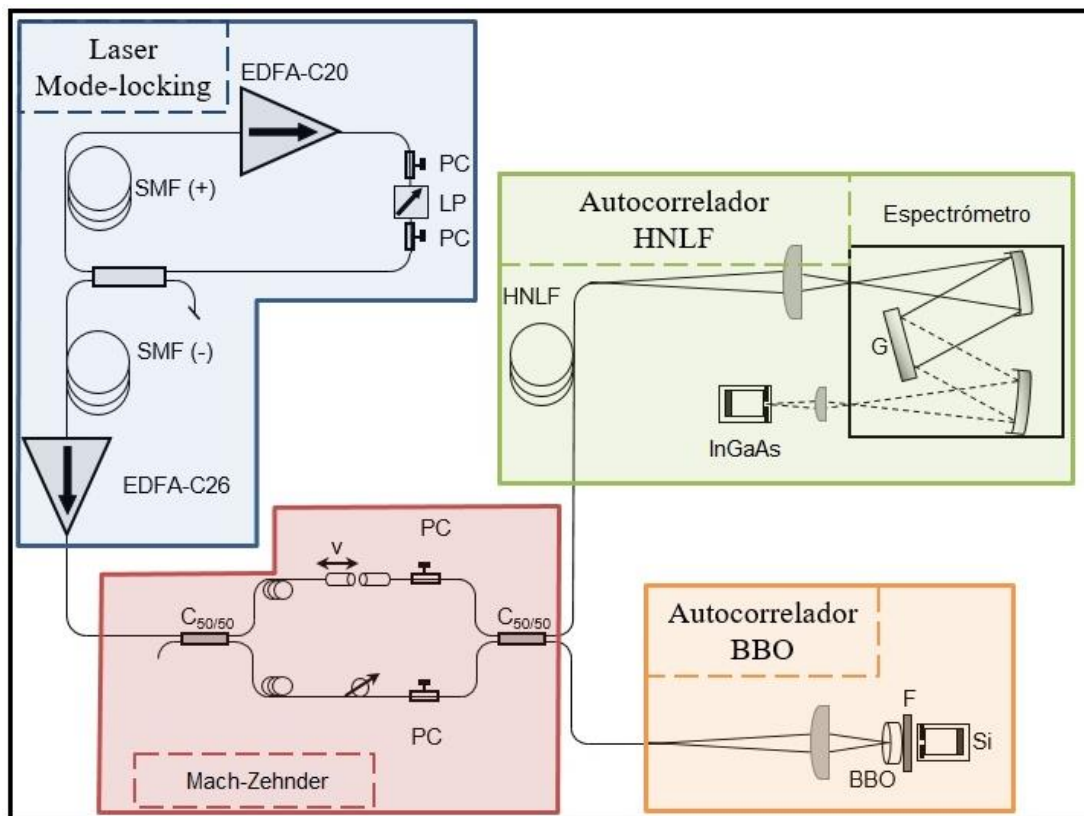 Laser
Mode-locking
EDFA-C20
SMF (+)
PC
LP
PC
SMF (-)
EDFA-C26
Autocorrelador
HNLF
Espectrómetro
HNLF
G
InGaAs
PC
v
C50/50
C50/50
PC
Mach-Zehnder
Autocorrelador
BBO
F
Si
BBO